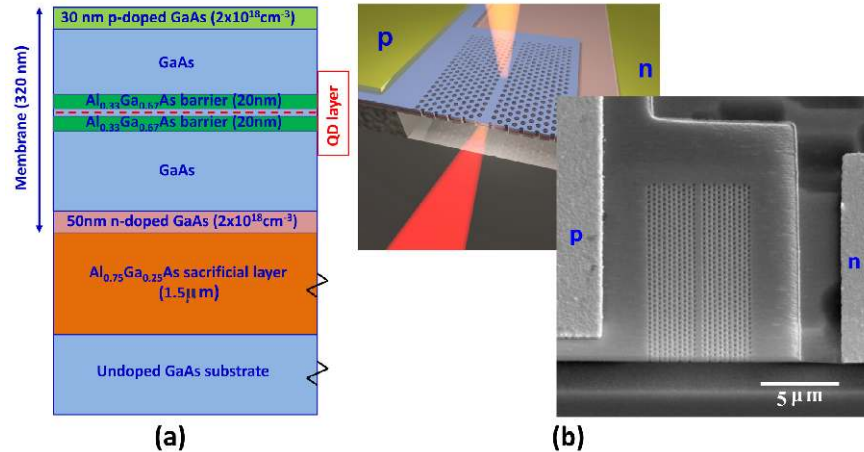 30 nm p-doped GaAs (2x10¹⁸cm⁻³)
GaAs
Al₀.₃₃Ga₀.₆₇As barrier (20nm)
Al₀.₃₃Ga₀.₆₇As barrier (20nm)
GaAs
50nm n-doped GaAs (2x10¹⁸cm⁻³)
Al₀.₇₅Ga₀.₂₅As sacrificial layer
(1.5μm)
Undoped GaAs substrate
Membrane (320 nm)
QD layer
(a)
p
n
p
n
5 μm
(b)